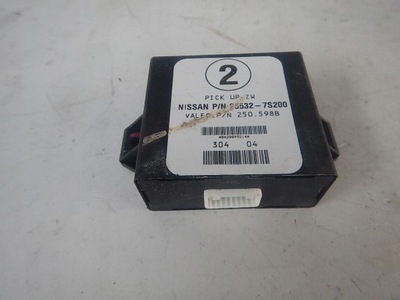 2
PICK UP ZW
NISSAN P/N 28532-7S200
VALEO P/N 250.598B
304 04